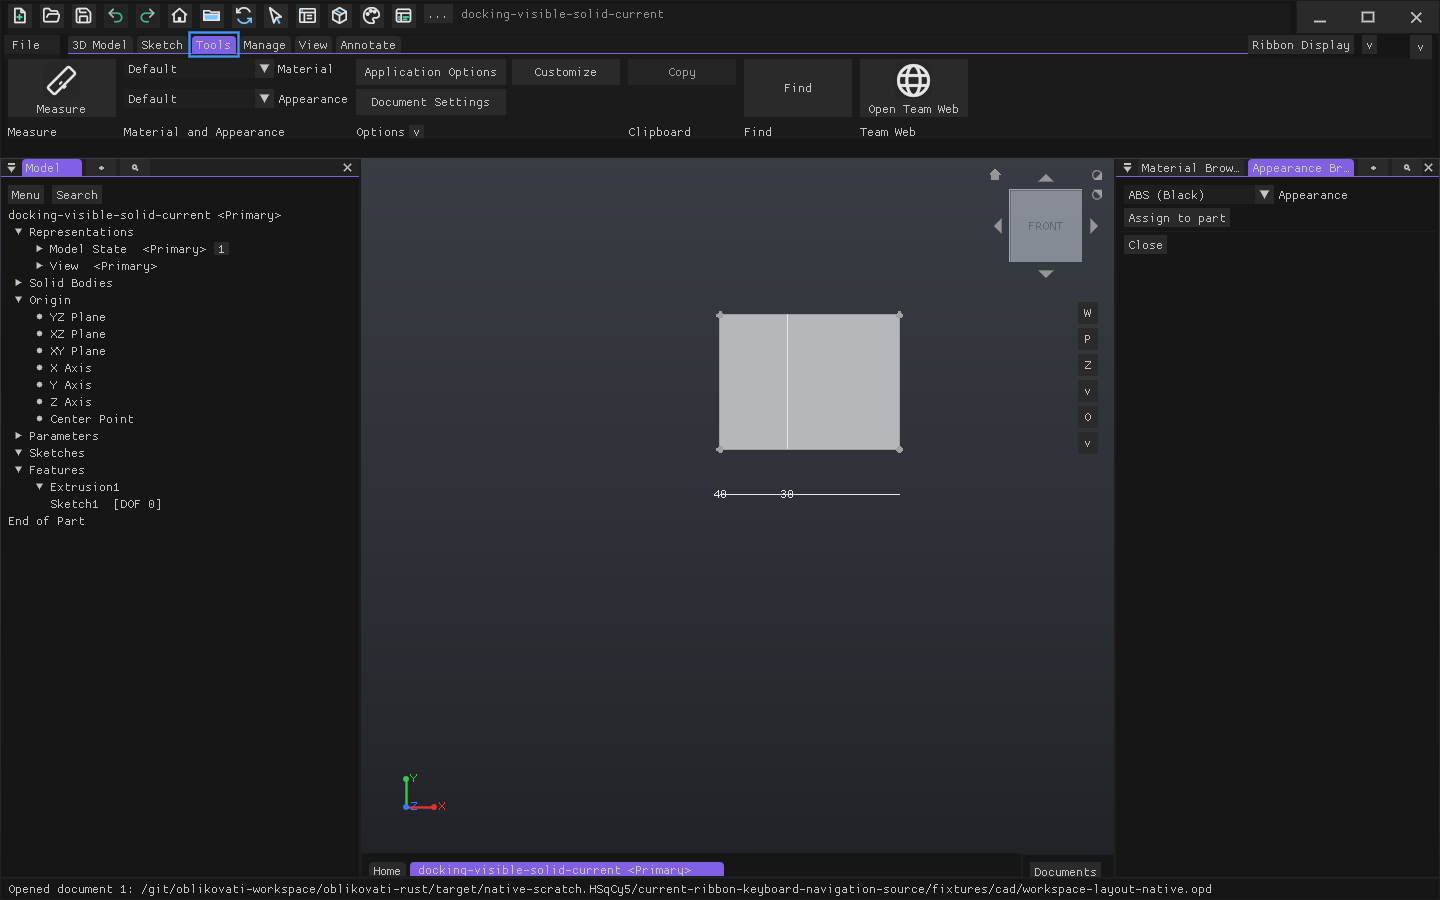 ... docking-visible-solid-current
File 3D Model Sketch Tools Manage View Annotate Ribbon Display v v
Default Material
Default Appearance
Measure
Application Options Customize Copy
Document Settings
Find
Open Team Web
Measure Material and Appearance Options v Clipboard Find Team Web
Model
Menu Search
docking-visible-solid-current <Primary>
Representations
Model State <Primary> 1
View <Primary>
Solid Bodies
Origin
YZ Plane
XZ Plane
XY Plane
X Axis
Y Axis
Z Axis
Center Point
Parameters
Sketches
Features
Extrusion1
Sketch1 [DOF 0]
End of Part
FRONT
W
P
Z
v
O
v
40 30
Y
Z X
Material Brow… Appearance Br…
ABS (Black) Appearance
Assign to part
Close
Home docking-visible-solid-current <Primary> Documents
Opened document 1: /git/oblikovati-workspace/oblikovati-rust/target/native-scratch.HSqCy5/current-ribbon-keyboard-navigation-source/fixtures/cad/workspace-layout-native.opd